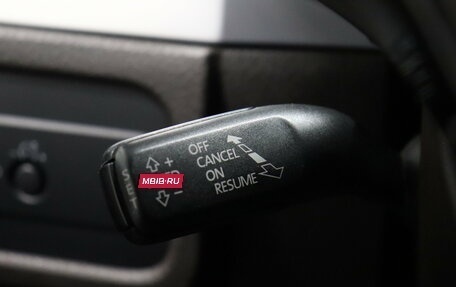 OFF
CANCEL
ON
RESUME
+
SET
MBIB.RU